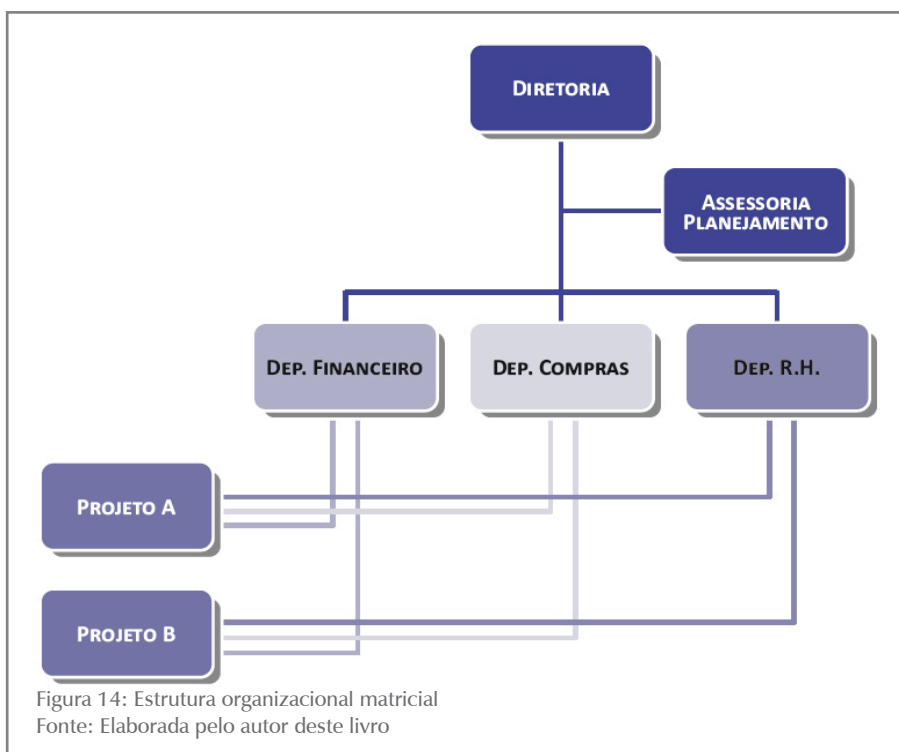 DIRETORIA
ASSESSORIA
PLANEJAMENTO
DEP. FINANCEIRO
DEP. COMPRAS
DEP. R.H.
PROJETO A
PROJETO B
Figura 14: Estrutura organizacional matricial
Fonte: Elaborada pelo autor deste livro